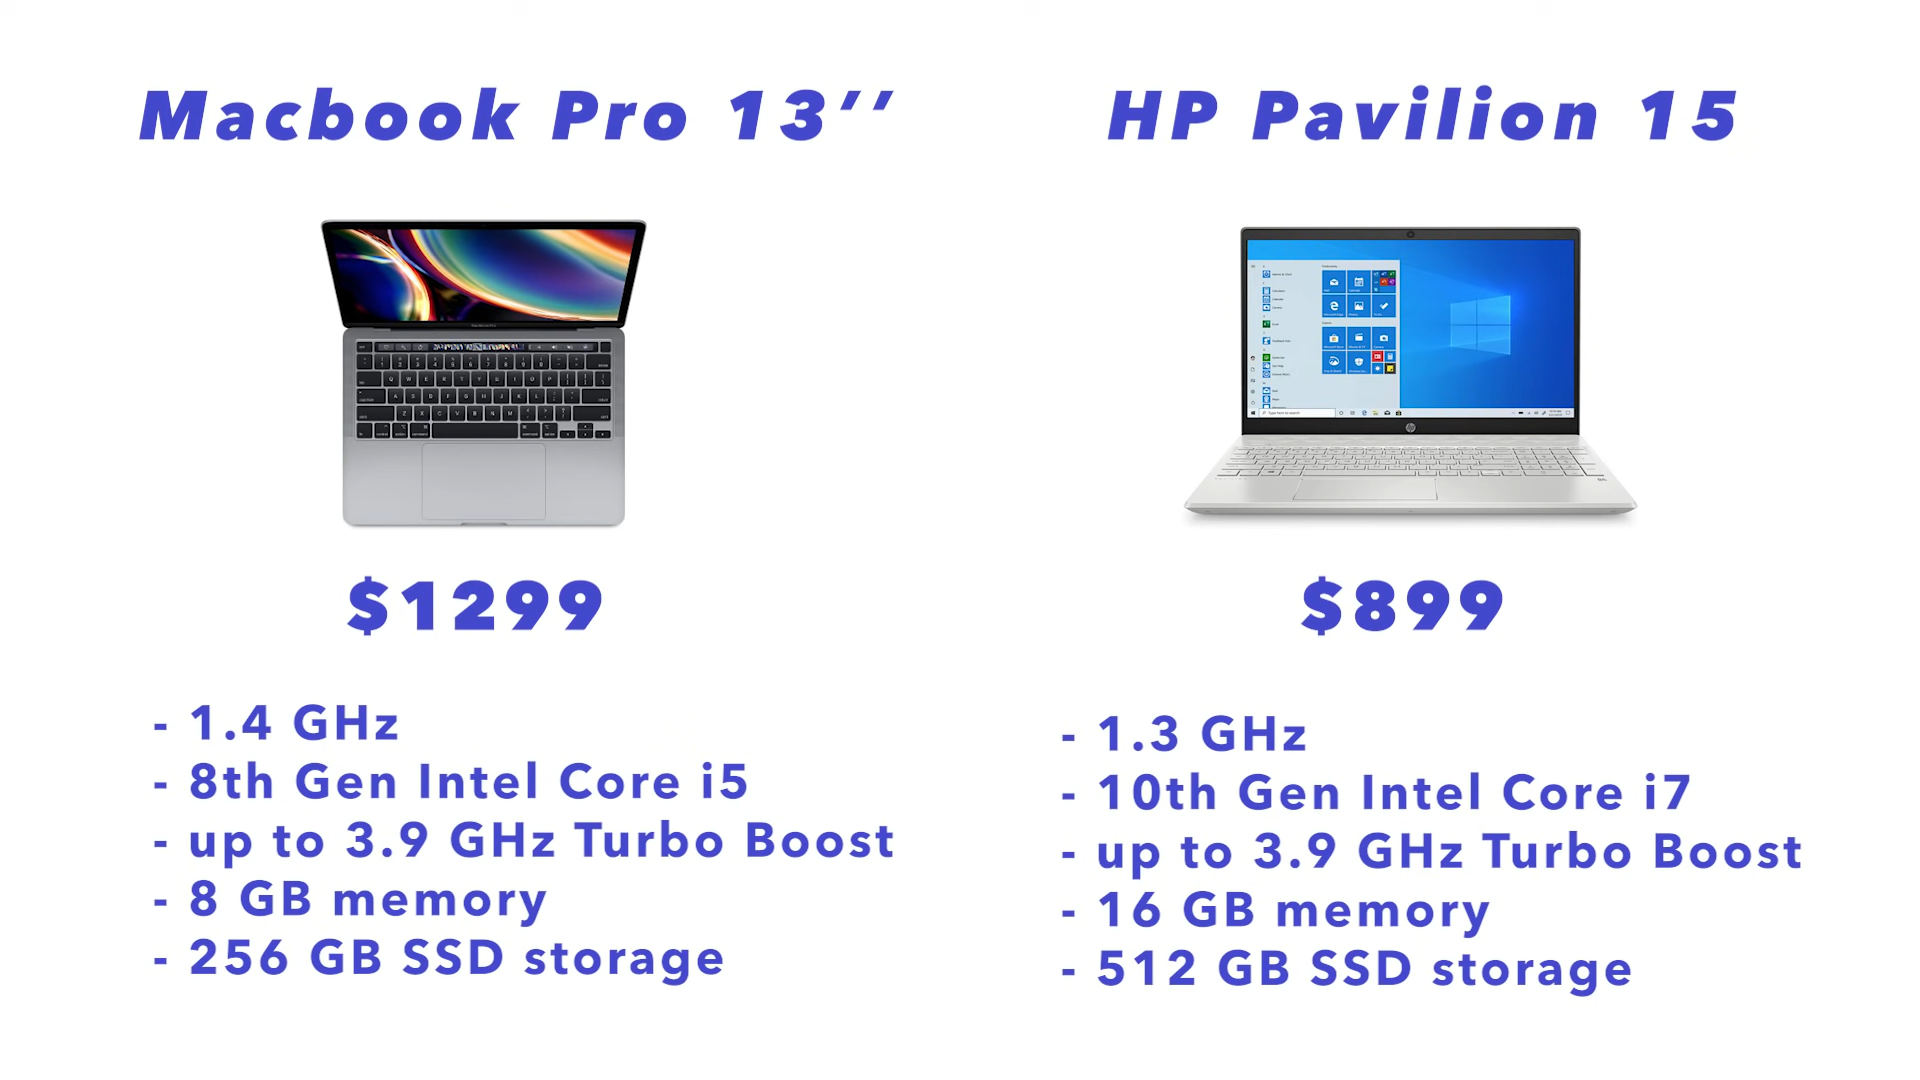 Macbook Pro 13’’
$1299
- 1.4 GHz
- 8th Gen Intel Core i5
- up to 3.9 GHz Turbo Boost
- 8 GB memory
- 256 GB SSD storage
HP Pavilion 15
$899
- 1.3 GHz
- 10th Gen Intel Core i7
- up to 3.9 GHz Turbo Boost
- 16 GB memory
- 512 GB SSD storage